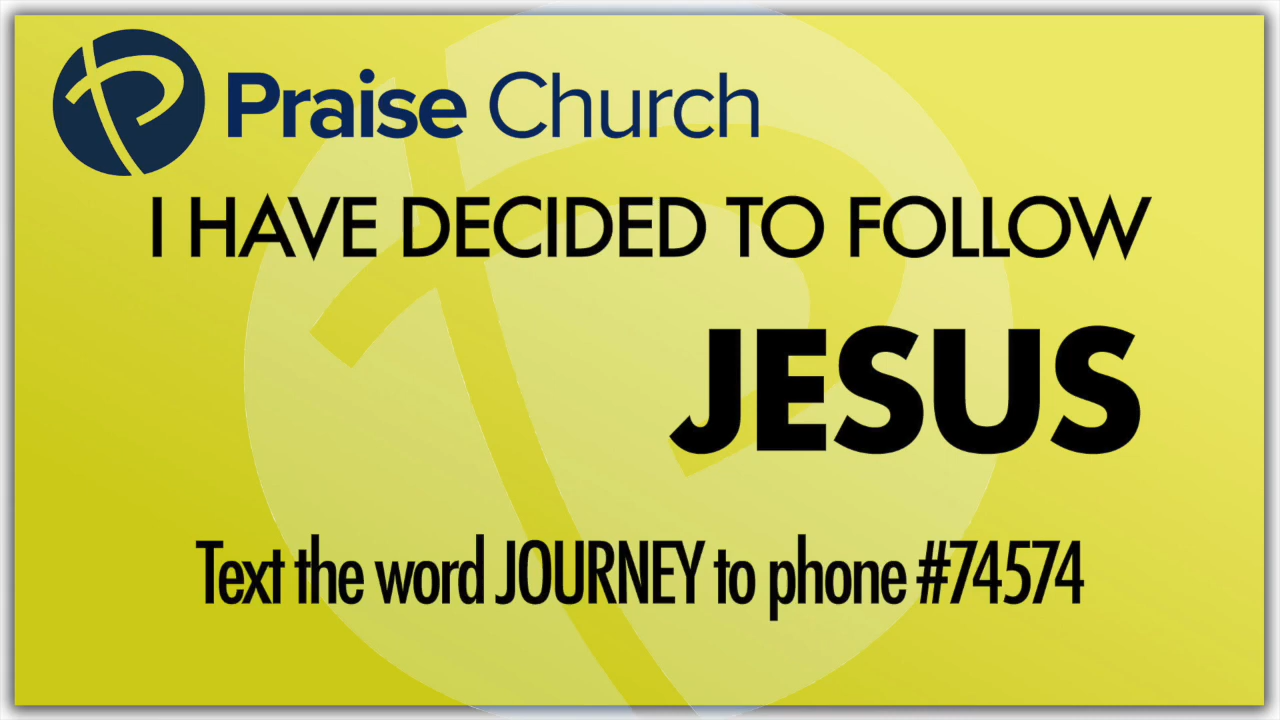 Praise Church
I HAVE DECIDED TO FOLLOW
JESUS
Text the word JOURNEY to phone #74574